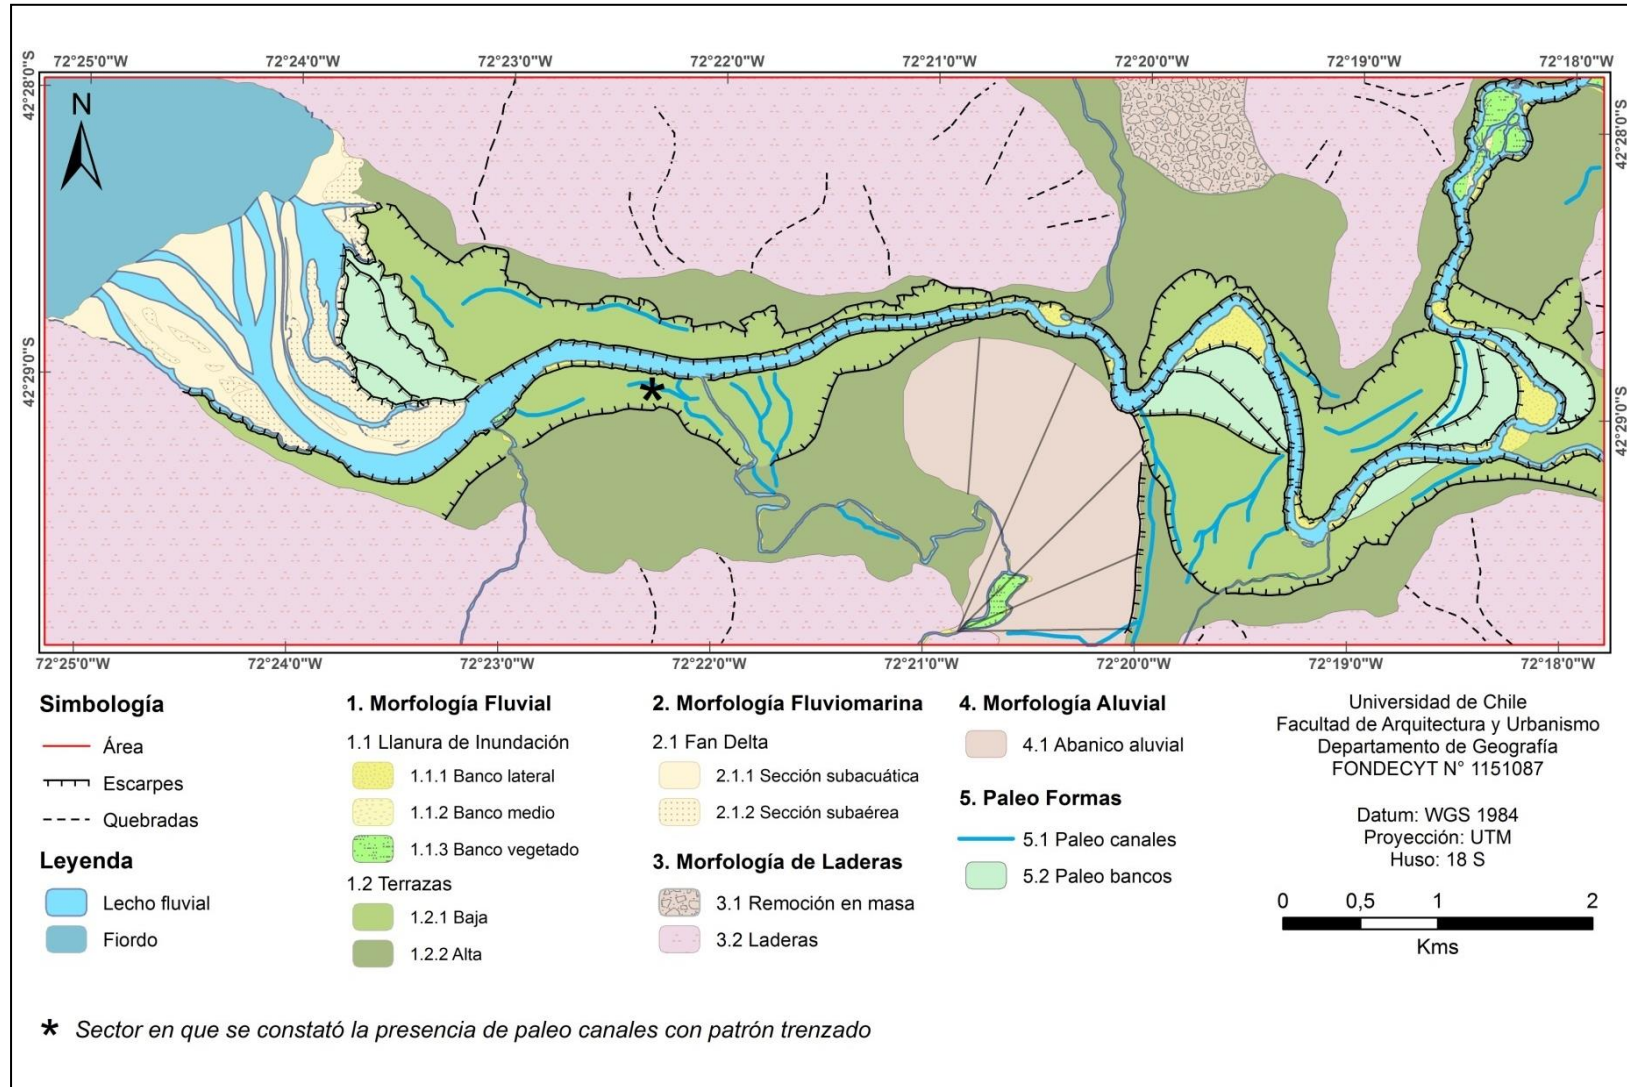 72°25'0"W 72°24'0"W 72°23'0"W 72°22'0"W 72°21'0"W 72°20'0"W 72°19'0"W 72°18'0"W
42°28'0"S
42°28'0"S
N
42°29'0"S
42°29'0"S
*
72°25'0"W 72°24'0"W 72°23'0"W 72°22'0"W 72°21'0"W 72°20'0"W 72°19'0"W 72°18'0"W
Simbología
Área
Escarpes
Quebradas
Leyenda
Lecho fluvial
Fiordo
1. Morfología Fluvial
1.1 Llanura de Inundación
1.1.1 Banco lateral
1.1.2 Banco medio
1.1.3 Banco vegetado
1.2 Terrazas
1.2.1 Baja
1.2.2 Alta
2. Morfología Fluviomarina
2.1 Fan Delta
2.1.1 Sección subacuática
2.1.2 Sección subaérea
3. Morfología de Laderas
3.1 Remoción en masa
3.2 Laderas
4. Morfología Aluvial
4.1 Abanico aluvial
5. Paleo Formas
5.1 Paleo canales
5.2 Paleo bancos
Universidad de Chile
Facultad de Arquitectura y Urbanismo
Departamento de Geografía
FONDECYT N° 1151087
Datum: WGS 1984
Proyección: UTM
Huso: 18 S
0 0,5 1 2
Kms
* Sector en que se constató la presencia de paleo canales con patrón trenzado